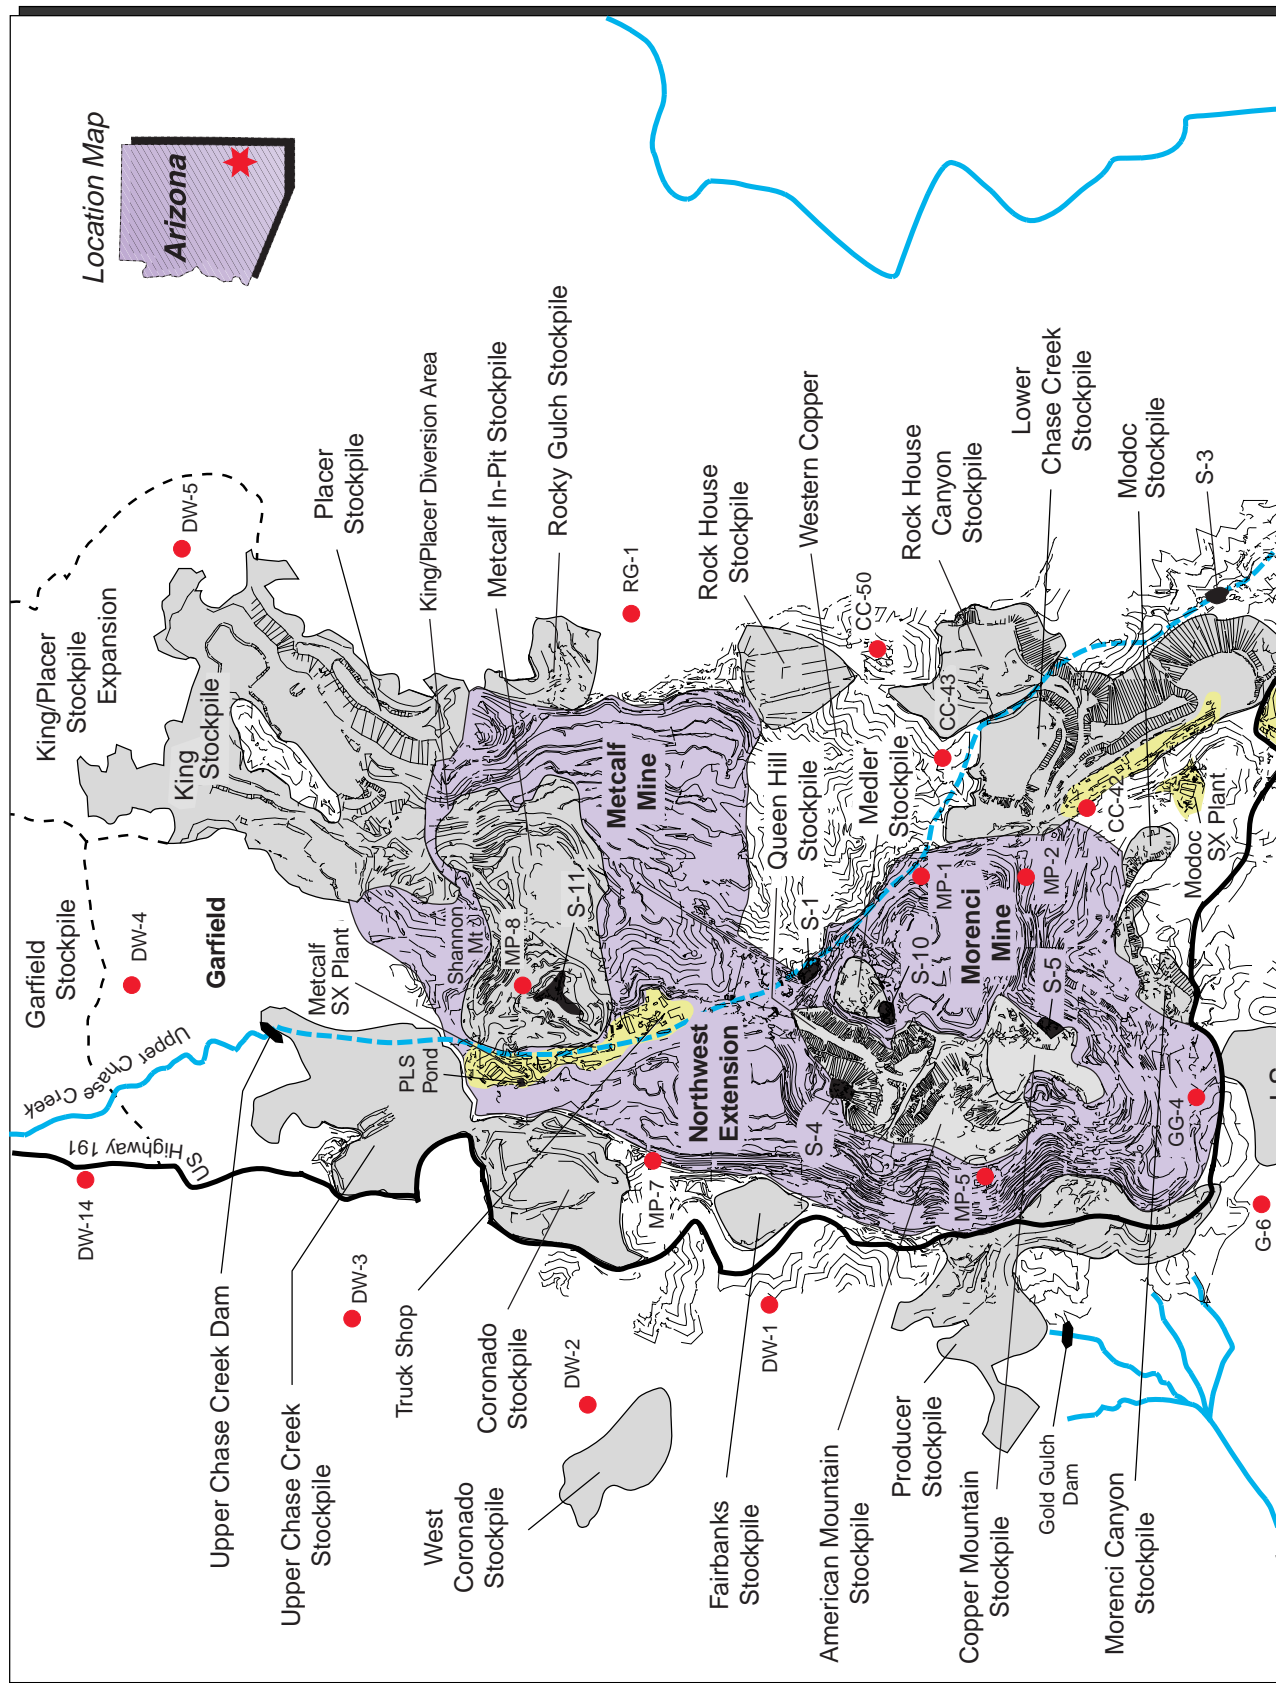 Location Map
Arizona
King/Placer
Stockpile
Expansion
DW-5
Garfield
Stockpile
DW-4
Garfield
King
Stockpile
Placer
Stockpile
King/Placer Diversion Area
Metcalf In-Pit Stockpile
Rocky Gulch Stockpile
RG-1
Rock House
Stockpile
Western Copper
CC-50
Rock House
Canyon
Stockpile
Lower
Chase Creek
Stockpile
Modoc
Stockpile
S-3
Upper Chase Creek
US
Highway 191
DW-14
Metcalf
SX Plant
Shannon
Mt.
MP-8
S-11
PLS
Pond
Metcalf
Mine
Queen Hill
Stockpile
Medler
Stockpile
CC-43
S-1
Northwest
Extension
S-4
S-10
Morenci
Mine
MP-1
MP-2
S-5
Modoc
SX Plant
MP-7
MP-5
GG-4
G-6
Upper Chase Creek Dam
Upper Chase Creek
Stockpile
DW-3
Truck Shop
Coronado
Stockpile
DW-2
West
Coronado
Stockpile
DW-1
Fairbanks
Stockpile
American Mountain
Stockpile
Producer
Stockpile
Copper Mountain
Stockpile
Gold Gulch
Dam
Morenci Canyon
Stockpile